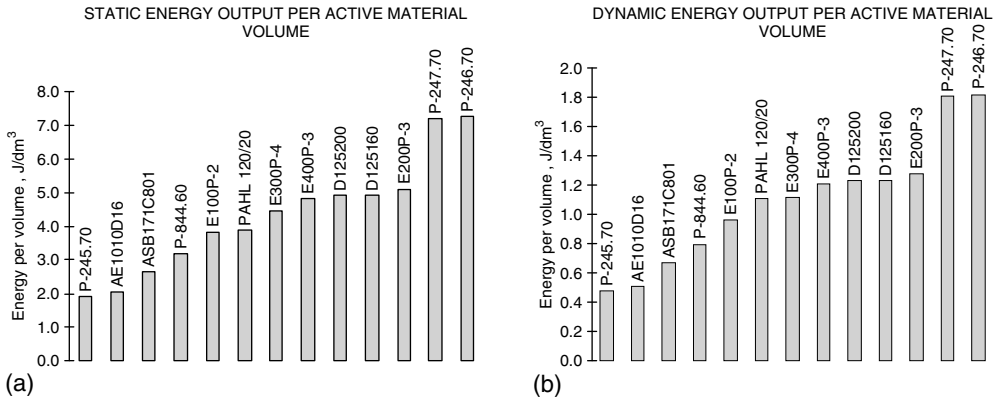 STATIC ENERGY OUTPUT PER ACTIVE MATERIAL
VOLUME
Energy per volume , J/dm³
8.0
7.0
6.0
5.0
4.0
3.0
2.0
1.0
0.0
P-245.70
AE1010D16
ASB171C801
P-844.60
E100P-2
PAHL 120/20
E300P-4
E400P-3
D125200
D125160
E200P-3
P-247.70
P-246.70
(a)
DYNAMIC ENERGY OUTPUT PER ACTIVE MATERIAL
VOLUME
Energy per volume , J/dm³
2.0
1.8
1.6
1.4
1.2
1.0
0.8
0.6
0.4
0.2
0.0
P-245.70
AE1010D16
ASB171C801
P-844.60
E100P-2
PAHL 120/20
E300P-4
E400P-3
D125200
D125160
E200P-3
P-247.70
P-246.70
(b)